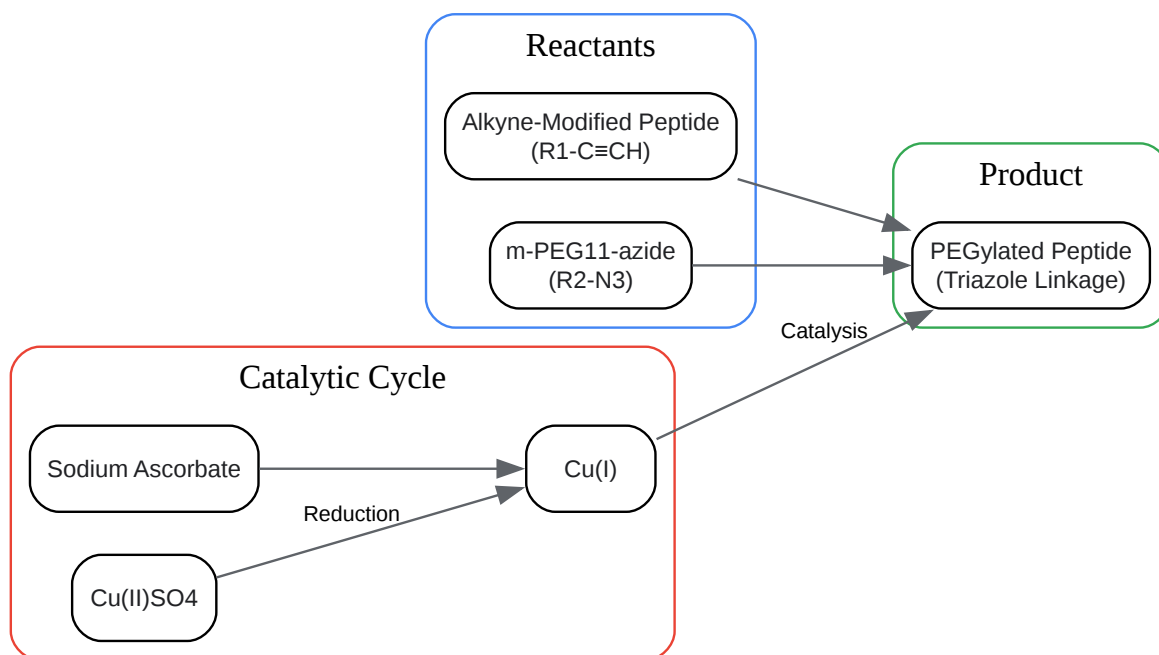 Reactants
Alkyne-Modified Peptide
(R1-C≡CH)
m-PEG11-azide
(R2-N3)
Product
PEGylated Peptide
(Triazole Linkage)
Catalysis
Catalytic Cycle
Sodium Ascorbate
Cu(I)
Reduction
Cu(II)SO4